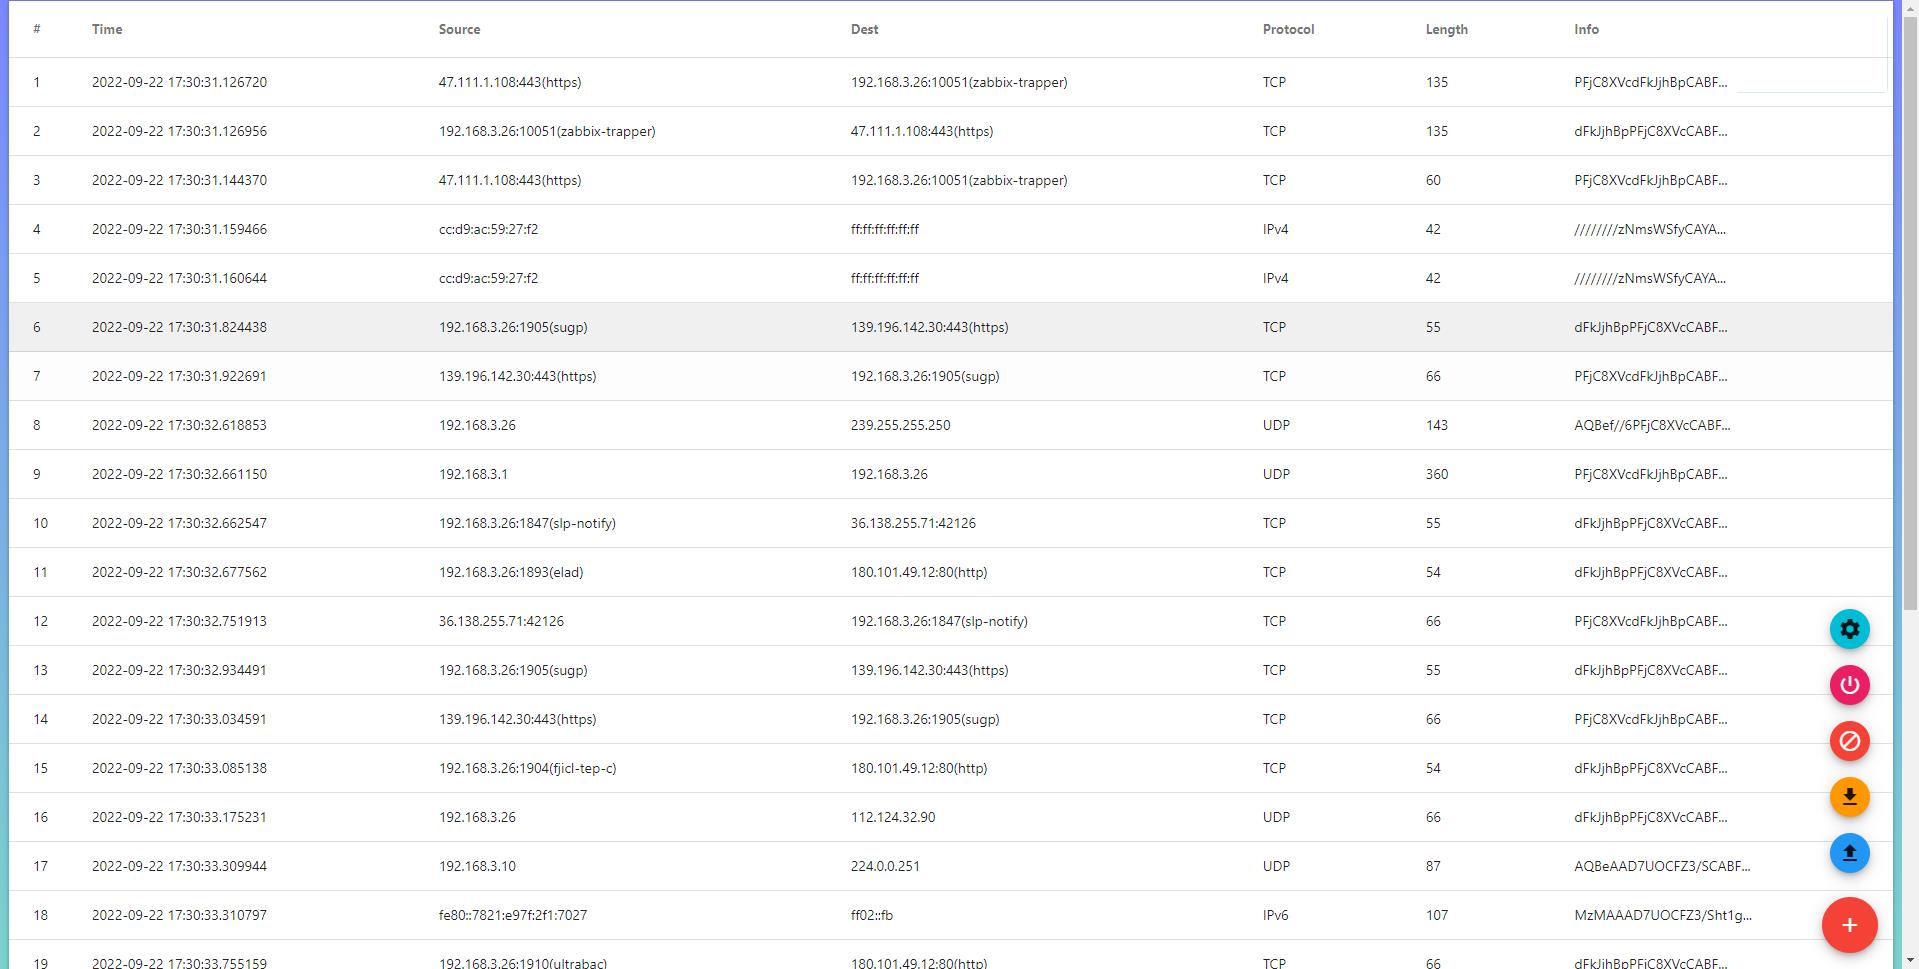 # Time Source Dest Protocol Length Info
1 2022-09-22 17:30:31.126720 47.111.1.108:443(https) 192.168.3.26:10051(zabbix-trapper) TCP 135 PFjC8XVcdFkJjhBpCABF...
2 2022-09-22 17:30:31.126956 192.168.3.26:10051(zabbix-trapper) 47.111.1.108:443(https) TCP 135 dFkJjhBpPFjC8XVcCABF...
3 2022-09-22 17:30:31.144370 47.111.1.108:443(https) 192.168.3.26:10051(zabbix-trapper) TCP 60 PFjC8XVcdFkJjhBpCABF...
4 2022-09-22 17:30:31.159466 cc:d9:ac:59:27:f2 ff:ff:ff:ff:ff:ff IPv4 42 ////////zNmsWSfyCAYA...
5 2022-09-22 17:30:31.160644 cc:d9:ac:59:27:f2 ff:ff:ff:ff:ff:ff IPv4 42 ////////zNmsWSfyCAYA...
6 2022-09-22 17:30:31.824438 192.168.3.26:1905(sugp) 139.196.142.30:443(https) TCP 55 dFkJjhBpPFjC8XVcCABF...
7 2022-09-22 17:30:31.922691 139.196.142.30:443(https) 192.168.3.26:1905(sugp) TCP 66 PFjC8XVcdFkJjhBpCABF...
8 2022-09-22 17:30:32.618853 192.168.3.26 239.255.255.250 UDP 143 AQBef//6PFjC8XVcCABF...
9 2022-09-22 17:30:32.661150 192.168.3.1 192.168.3.26 UDP 360 PFjC8XVcdFkJjhBpCABF...
10 2022-09-22 17:30:32.662547 192.168.3.26:1847(slp-notify) 36.138.255.71:42126 TCP 55 dFkJjhBpPFjC8XVcCABF...
11 2022-09-22 17:30:32.677562 192.168.3.26:1893(elad) 180.101.49.12:80(http) TCP 54 dFkJjhBpPFjC8XVcCABF...
12 2022-09-22 17:30:32.751913 36.138.255.71:42126 192.168.3.26:1847(slp-notify) TCP 66 PFjC8XVcdFkJjhBpCABF...
13 2022-09-22 17:30:32.934491 192.168.3.26:1905(sugp) 139.196.142.30:443(https) TCP 55 dFkJjhBpPFjC8XVcCABF...
14 2022-09-22 17:30:33.034591 139.196.142.30:443(https) 192.168.3.26:1905(sugp) TCP 66 PFjC8XVcdFkJjhBpCABF...
15 2022-09-22 17:30:33.085138 192.168.3.26:1904(fjicl-tep-c) 180.101.49.12:80(http) TCP 54 dFkJjhBpPFjC8XVcCABF...
16 2022-09-22 17:30:33.175231 192.168.3.26 112.124.32.90 UDP 66 dFkJjhBpPFjC8XVcCABF...
17 2022-09-22 17:30:33.309944 192.168.3.10 224.0.0.251 UDP 87 AQBeAAD7UOCFZ3/SCABF...
18 2022-09-22 17:30:33.310797 fe80::7821:e97f:2f1:7027 ff02::fb IPv6 107 MzMAAAD7UOCFZ3/Sht1g...
19 2022-09-22 17:30:33.755159 192.168.3.26:1910(ultrabac) 180.101.49.12:80(http) TCP 66 dFkJjhBpPFjC8XVcCABF...